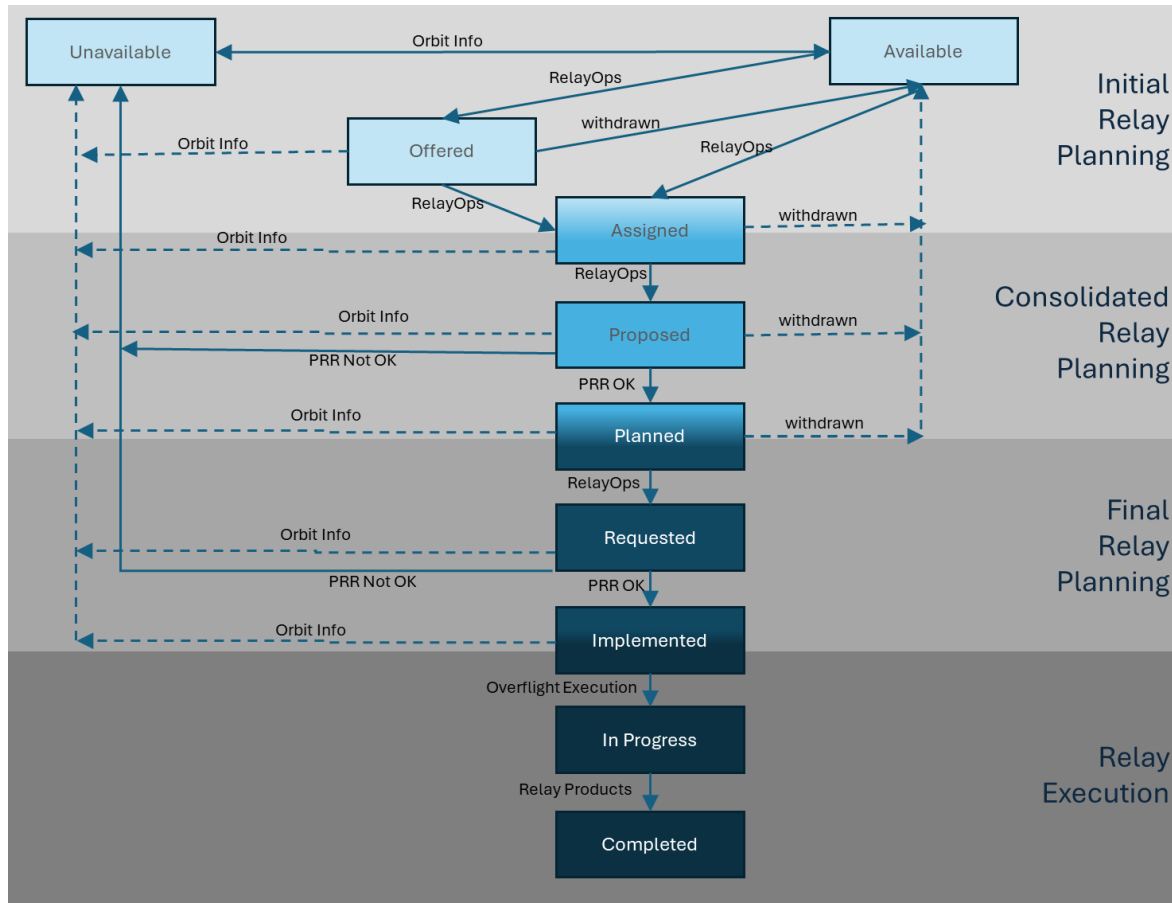 Unavailable
Orbit Info
Available
RelayOps
Initial
Relay
Planning
withdrawn
Orbit Info
Offered
RelayOps
RelayOps
Assigned
withdrawn
Orbit Info
RelayOps
Consolidated
Relay
Planning
Orbit Info
Proposed
withdrawn
PRR Not OK
PRR OK
Orbit Info
Planned
withdrawn
RelayOps
Final
Relay
Planning
Orbit Info
Requested
PRR Not OK
PRR OK
Orbit Info
Implemented
Overflight Execution
In Progress
Relay
Execution
Relay Products
Completed